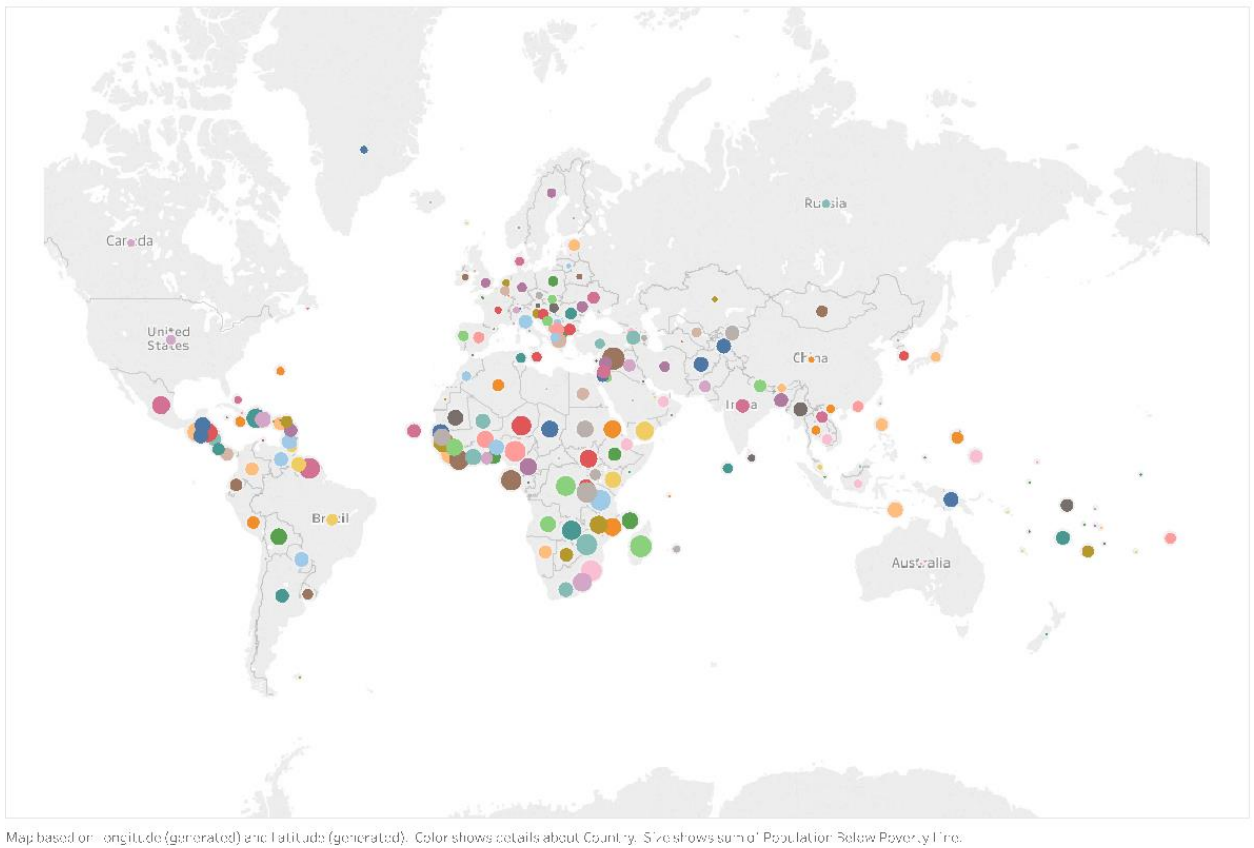 Russia
Canada
United
States
China
India
Brazil
Australia
Map based on Longitude (generated) and Latitude (generated). Color shows details about Country. Size shows sum of Population Below Poverty Line.